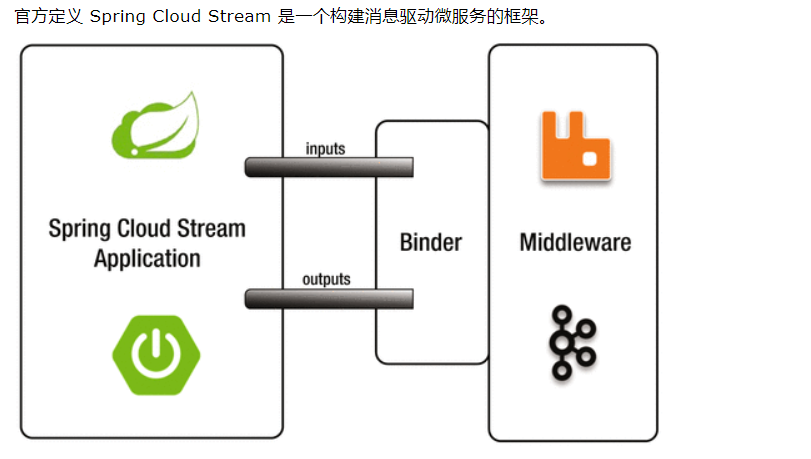 官方定义 Spring Cloud Stream 是一个构建消息驱动微服务的框架。
inputs
Spring Cloud Stream
Application
Binder
Middleware
outputs